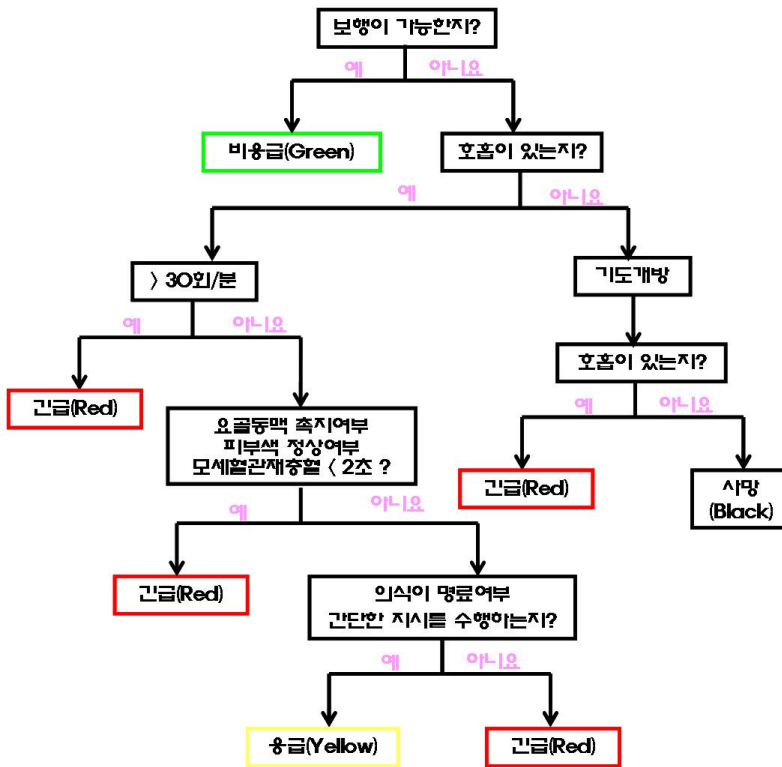 보행이 가능한지?
예 아니요
비응급(Green) 호흡이 있는지?
예 아니요
> 30회/분 기도개방
예 아니요
호흡이 있는지?
긴급(Red) 예 아니요
요골동맥 촉지여부
피부색 정상여부
모세혈관재충혈 < 2초 ?
긴급(Red) 사망
(Black)
예 아니요
긴급(Red) 의식이 명료여부
간단한 지시를 수행하는지?
예 아니요
응급(Yellow) 긴급(Red)